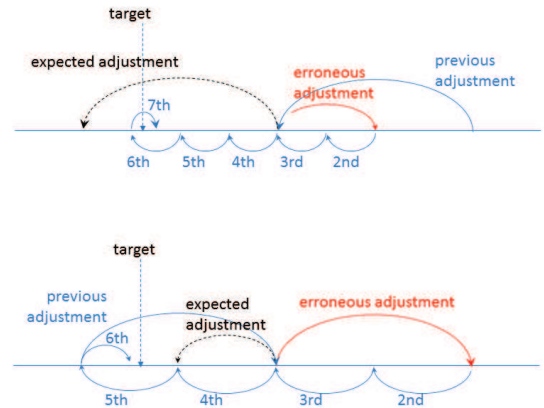 target
expected adjustment
previous
adjustment
erroneous
adjustment
7th
6th
5th
4th
3rd
2nd
target
previous
adjustment
expected
adjustment
erroneous adjustment
6th
5th
4th
3rd
2nd